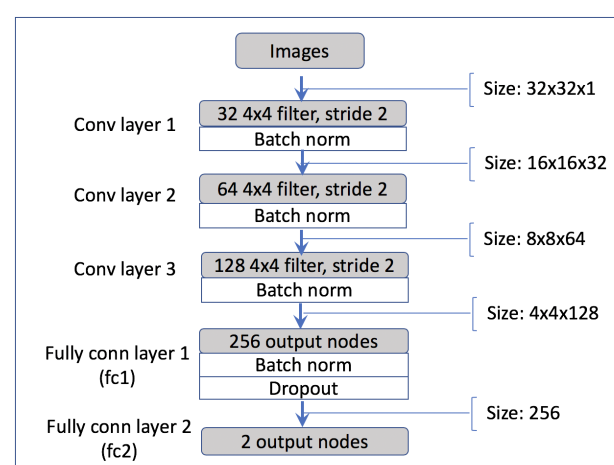 Images
Size: 32x32x1
Conv layer 1
32 4x4 filter, stride 2
Batch norm
Size: 16x16x32
Conv layer 2
64 4x4 filter, stride 2
Batch norm
Size: 8x8x64
Conv layer 3
128 4x4 filter, stride 2
Batch norm
Size: 4x4x128
Fully conn layer 1
(fc1)
256 output nodes
Batch norm
Dropout
Size: 256
Fully conn layer 2
(fc2)
2 output nodes